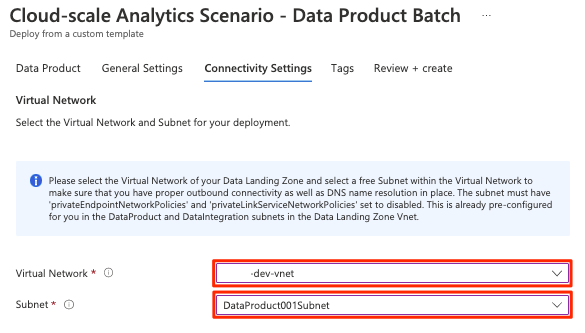 Cloud-scale Analytics Scenario - Data Product Batch ...
Deploy from a custom template
Data Product General Settings Connectivity Settings Tags Review + create
Virtual Network
Select the Virtual Network and Subnet for your deployment.
Please select the Virtual Network of your Data Landing Zone and select a free Subnet within the Virtual Network to
make sure that you have proper outbound connectivity as well as DNS name resolution in place. The subnet must have
'privateEndpointNetworkPolicies' and 'privateLinkServiceNetworkPolicies' set to disabled. This is already pre-configured
for you in the DataProduct and DataIntegration subnets in the Data Landing Zone Vnet.
Virtual Network * -dev-vnet
Subnet * DataProduct001Subnet